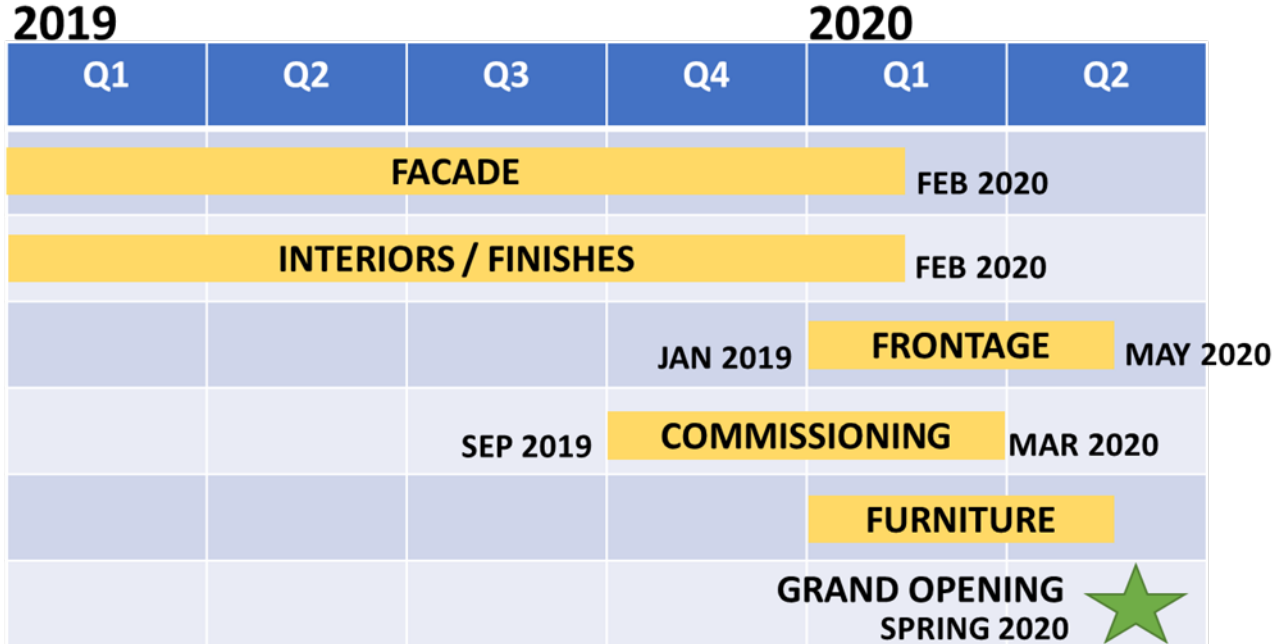 2019 2020
Q1 Q2 Q3 Q4 Q1 Q2
FACADE FEB 2020
INTERIORS / FINISHES FEB 2020
JAN 2019 FRONTAGE MAY 2020
SEP 2019 COMMISSIONING MAR 2020
FURNITURE
GRAND OPENING
SPRING 2020